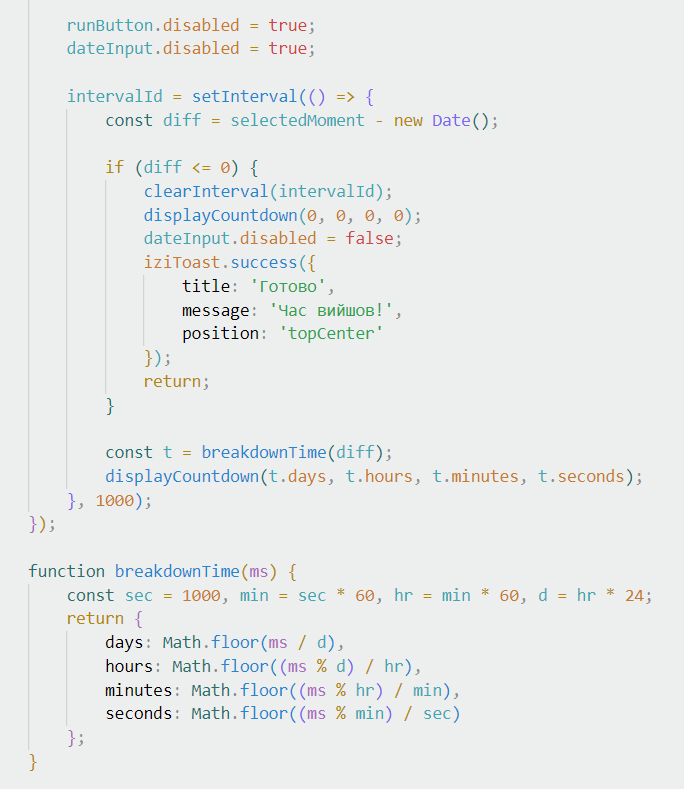 runButton.disabled = true;
dateInput.disabled = true;
intervalId = setInterval(() => {
const diff = selectedMoment - new Date();
if (diff <= 0) {
clearInterval(intervalId);
displayCountdown(0, 0, 0, 0);
dateInput.disabled = false;
iziToast.success({
title: 'Готово',
message: 'Час вийшов!',
position: 'topCenter'
});
return;
}
const t = breakdownTime(diff);
displayCountdown(t.days, t.hours, t.minutes, t.seconds);
}, 1000);
});
function breakdownTime(ms) {
const sec = 1000, min = sec * 60, hr = min * 60, d = hr * 24;
return {
days: Math.floor(ms / d),
hours: Math.floor((ms % d) / hr),
minutes: Math.floor((ms % hr) / min),
seconds: Math.floor((ms % min) / sec)
};
}